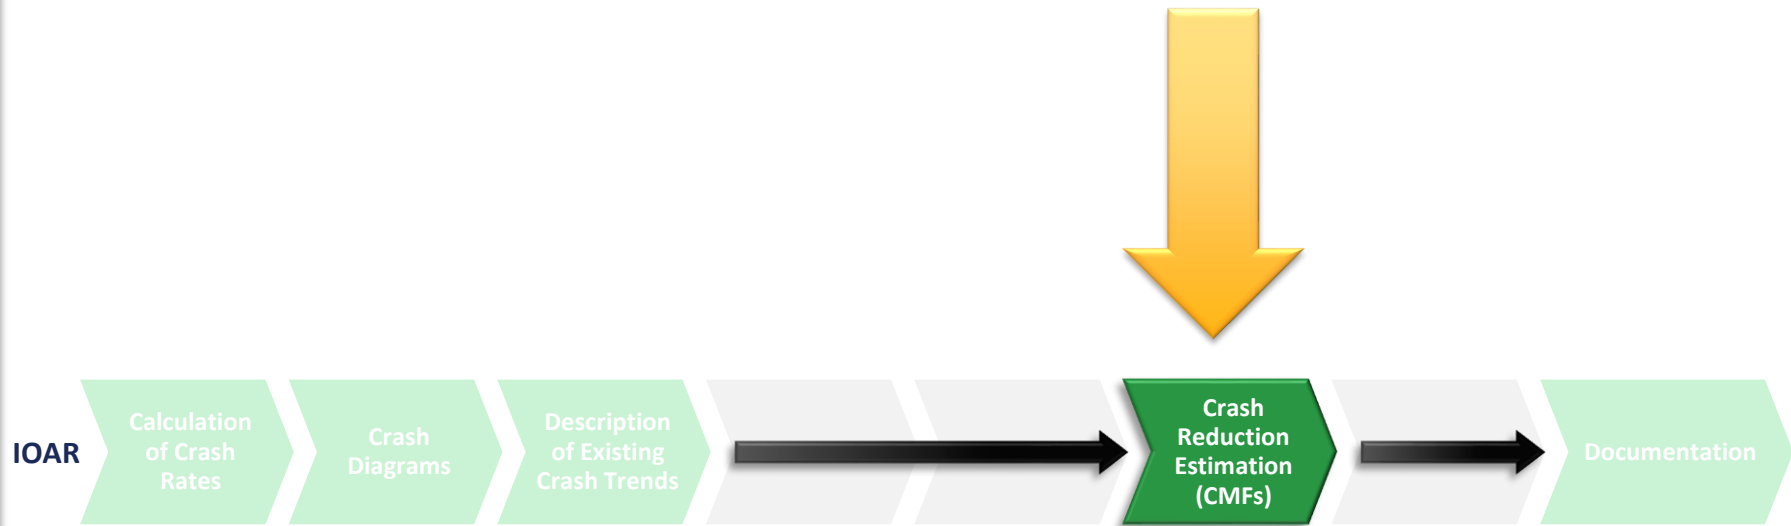 IOAR
Calculation
of Crash
Rates
Crash
Diagrams
Description
of Existing
Crash Trends
Crash
Reduction
Estimation
(CMFs)
Documentation